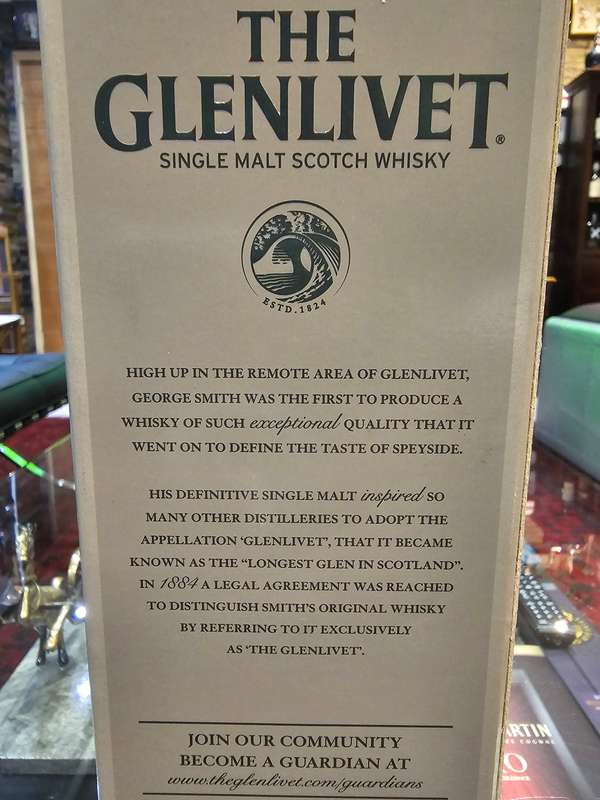 THE
GLENLIVET®
SINGLE MALT SCOTCH WHISKY
ESTD. 1824
HIGH UP IN THE REMOTE AREA OF GLENLIVET,
GEORGE SMITH WAS THE FIRST TO PRODUCE A
WHISKY OF SUCH exceptional QUALITY THAT IT
WENT ON TO DEFINE THE TASTE OF SPEYSIDE.
HIS DEFINITIVE SINGLE MALT inspired SO
MANY OTHER DISTILLERIES TO ADOPT THE
APPELLATION ‘GLENLIVET’, THAT IT BECAME
KNOWN AS THE “LONGEST GLEN IN SCOTLAND”.
IN 1884 A LEGAL AGREEMENT WAS REACHED
TO DISTINGUISH SMITH’S ORIGINAL WHISKY
BY REFERRING TO IT EXCLUSIVELY
AS ‘THE GLENLIVET’.
JOIN OUR COMMUNITY
BECOME A GUARDIAN AT
www.theglenlivet.com/guardians
COGNAC